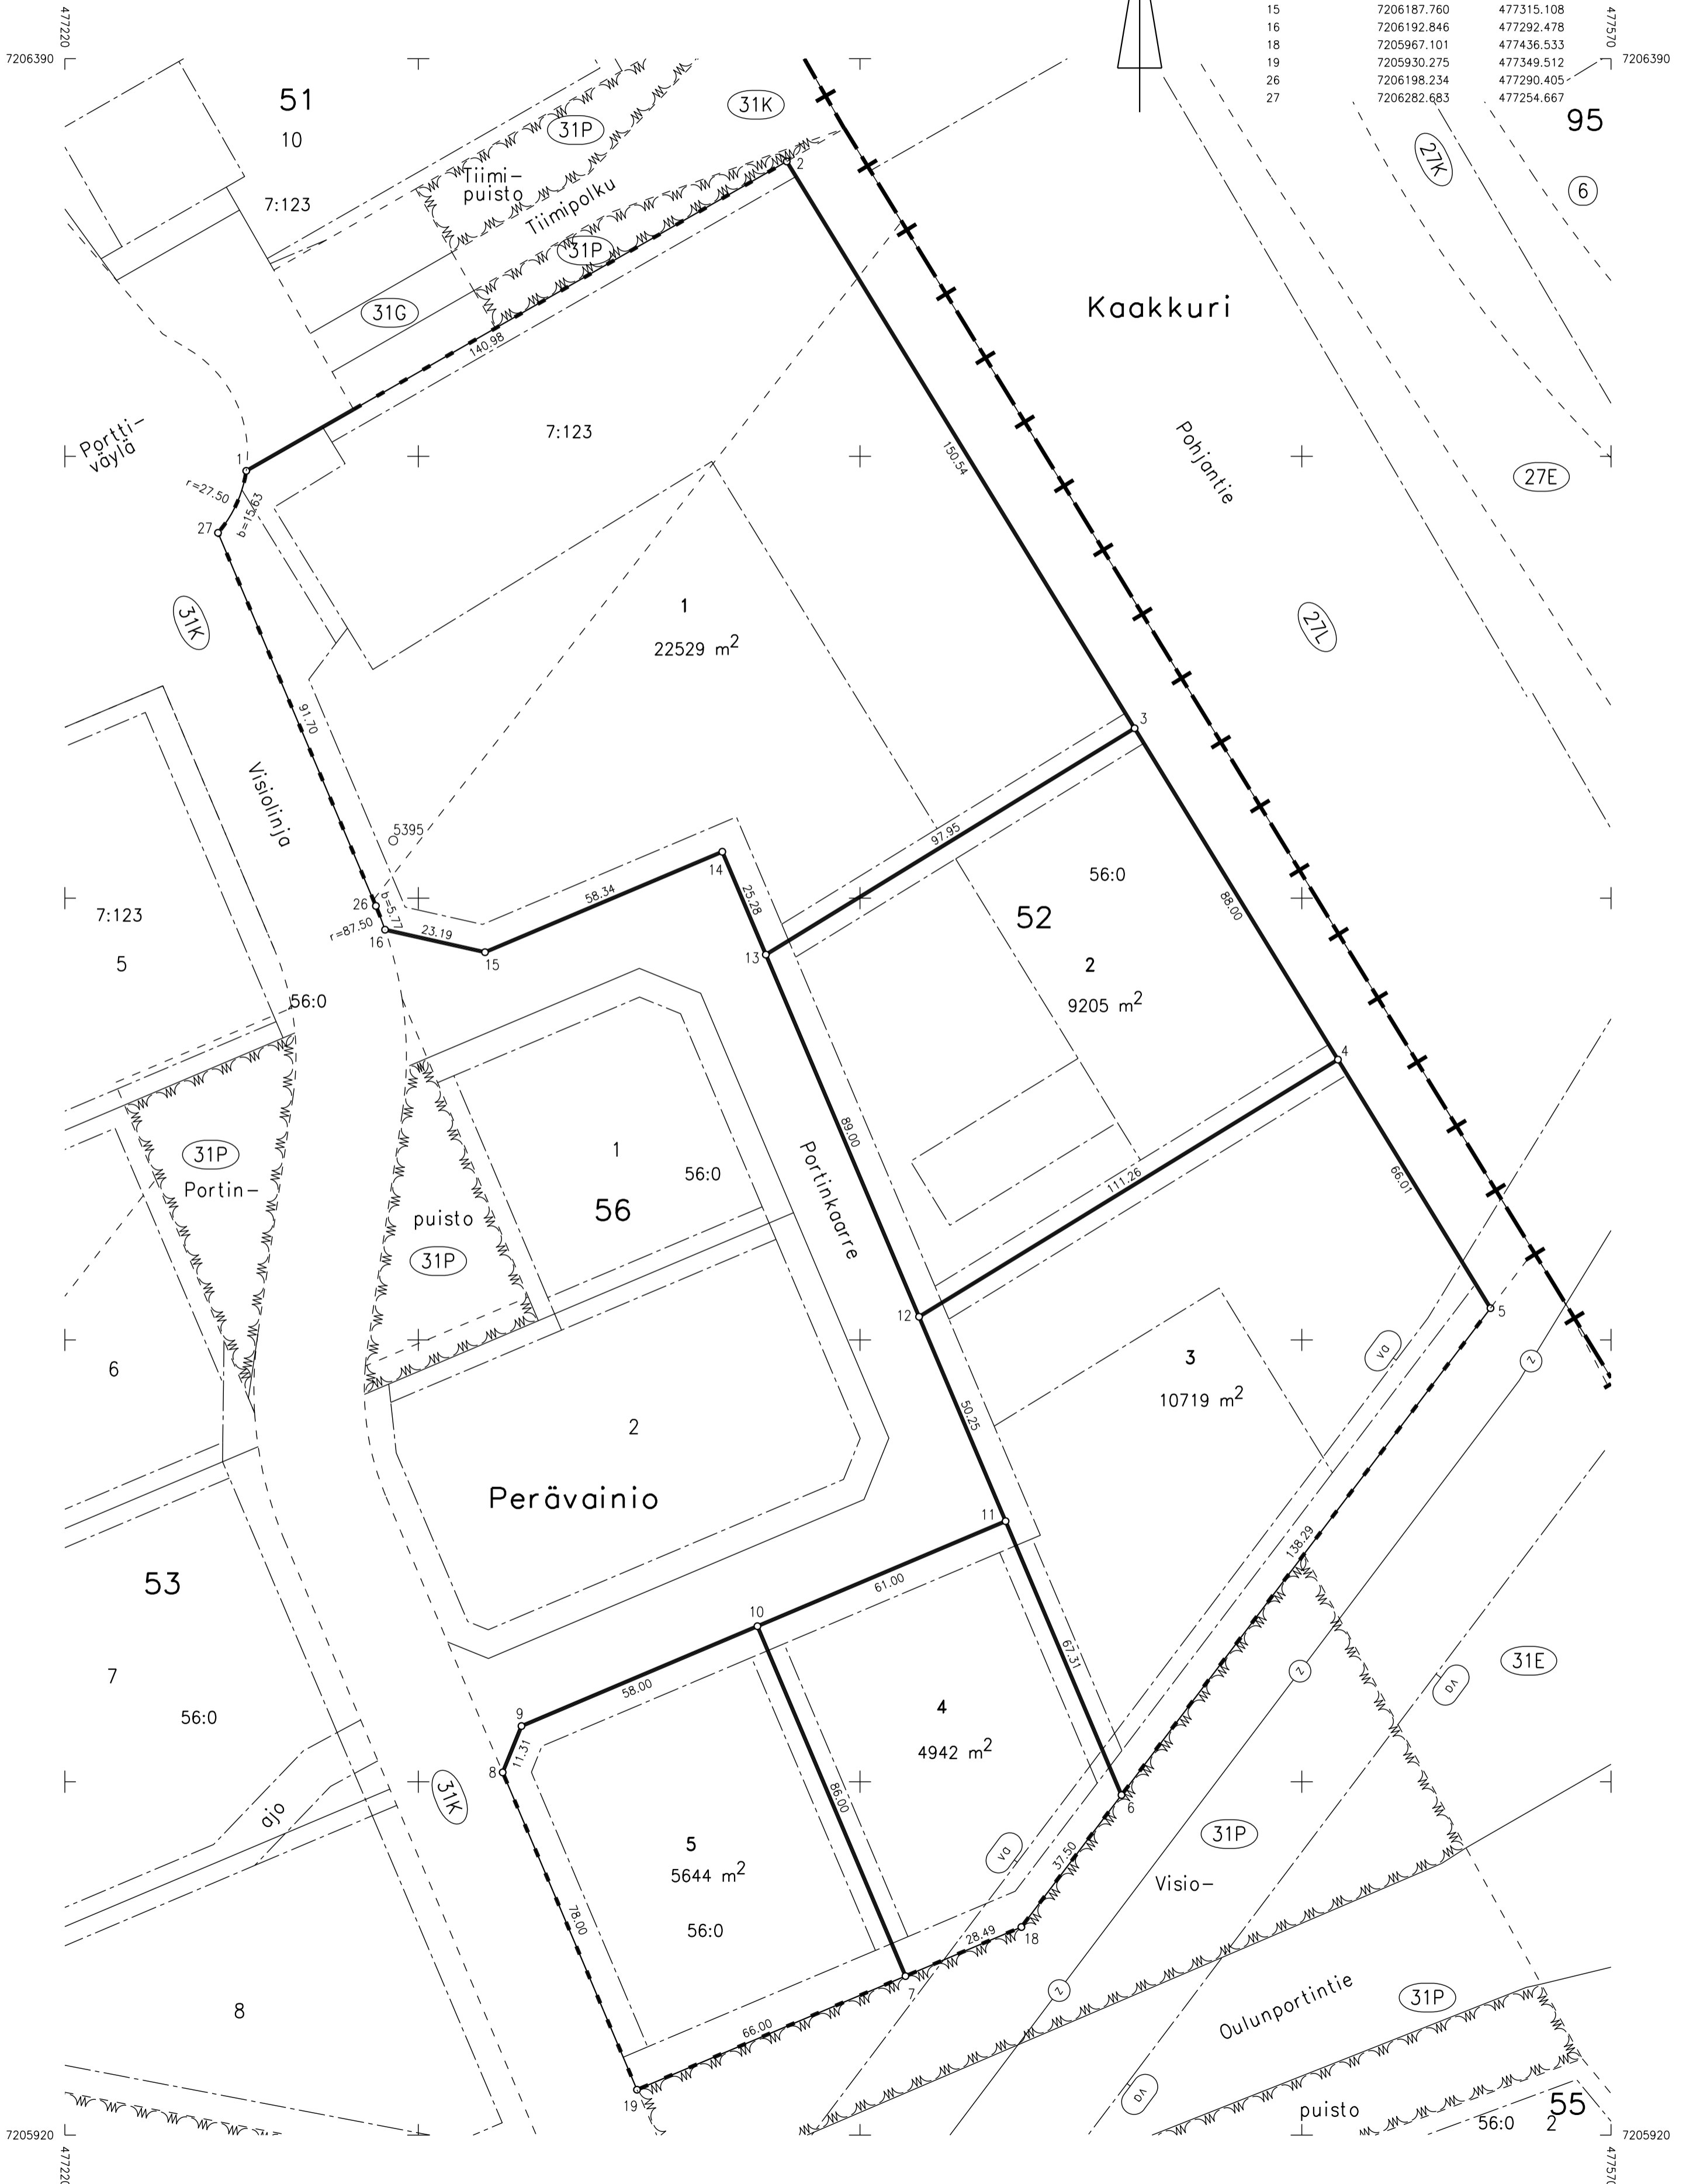 477220
7206390
15 7206187.760 477315.108
16 7206192.846 477292.478
18 7205967.101 477436.533
19 7205930.275 477349.512
26 7206198.234 477290.405
27 7206282.683 477254.667
477570
7206390
51
10
7:123
31P
31K
95
27K
6
Tiimi-
puisto
Tiimipolku
31P
31G
2
140.98
Kaakkuri
Portti-
väylä
7:123
150.54
Pohjantie
27E
1
r=27.50
b=15.63
27
31K
1
22529 m2
27L
91.70
3
Visiolinja
5395
97.95
14
58.34
25.28
56:0
88.00
7:123
5
26
b=5.77
r=87.50
16
23.19
15
13
52
2
9205 m2
56:0
4
31P
Portin-
89.00
1
56:0
56
puisto
31P
Portinkaarre
111.26
66.01
5
12
va
z
6
3
10719 m2
2
50.25
Perävainio
11
138.29
53
61.00
10
7
56:0
58.00
9
67.31
z
va
31E
4
4942 m2
11.31
8
31K
ajo
86.00
6
5
5644 m2
va
37.50
31P
Visio-
56:0
78.00
28.49
18
7
z
8
66.00
Oulunportintie
31P
19
va
puisto
56:0
2
55
7205920
477220
7205920
477570